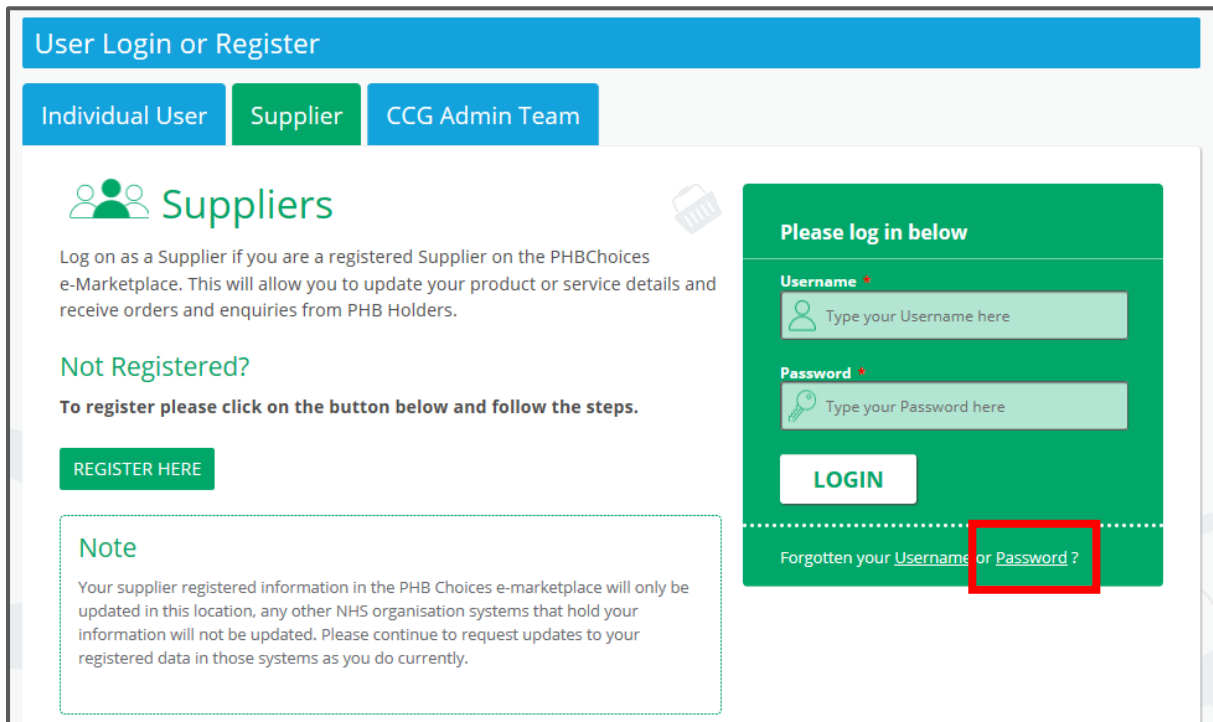 User Login or Register
Individual User
Supplier
CCG Admin Team
Suppliers
Log on as a Supplier if you are a registered Supplier on the PHBChoices
e-Marketplace. This will allow you to update your product or service details and
receive orders and enquiries from PHB Holders.
Not Registered?
To register please click on the button below and follow the steps.
REGISTER HERE
Note
Your supplier registered information in the PHB Choices e-marketplace will only be
updated in this location, any other NHS organisation systems that hold your
information will not be updated. Please continue to request updates to your
registered data in those systems as you do currently.
Please log in below
Username *
Type your Username here
Password *
Type your Password here
LOGIN
Forgotten your Username or Password ?